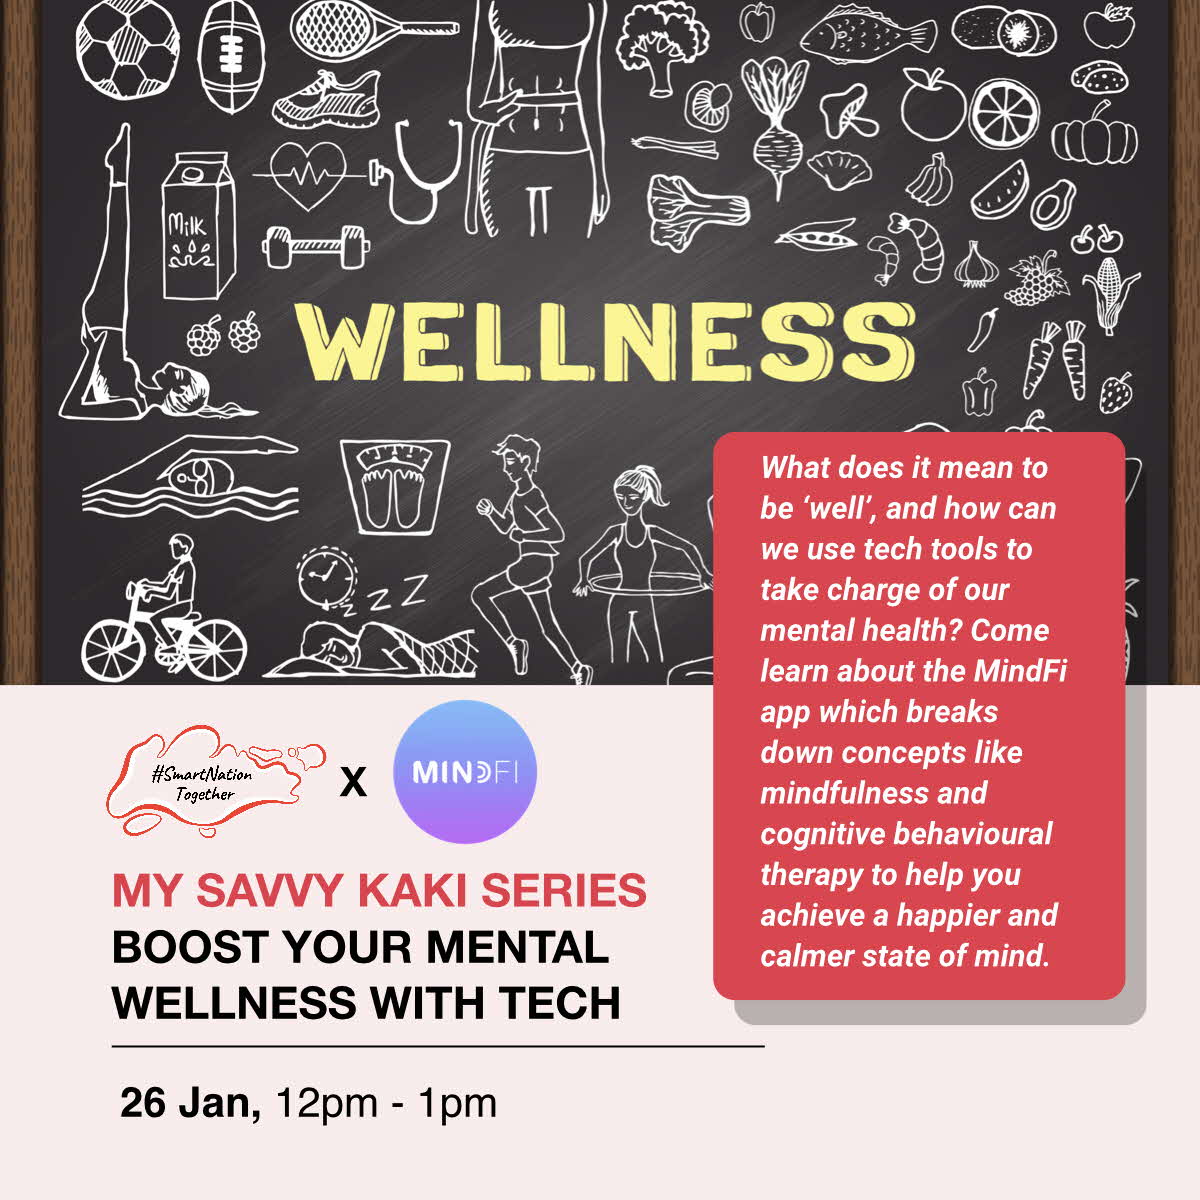 Milk
WELLNESS
ZZZ
What does it mean to
be ‘well’, and how can
we use tech tools to
take charge of our
mental health? Come
learn about the MindFi
app which breaks
down concepts like
mindfulness and
cognitive behavioural
therapy to help you
achieve a happier and
calmer state of mind.
#SmartNation
Together
X
MINDFI
MY SAVVY KAKI SERIES
BOOST YOUR MENTAL
WELLNESS WITH TECH
26 Jan, 12pm - 1pm